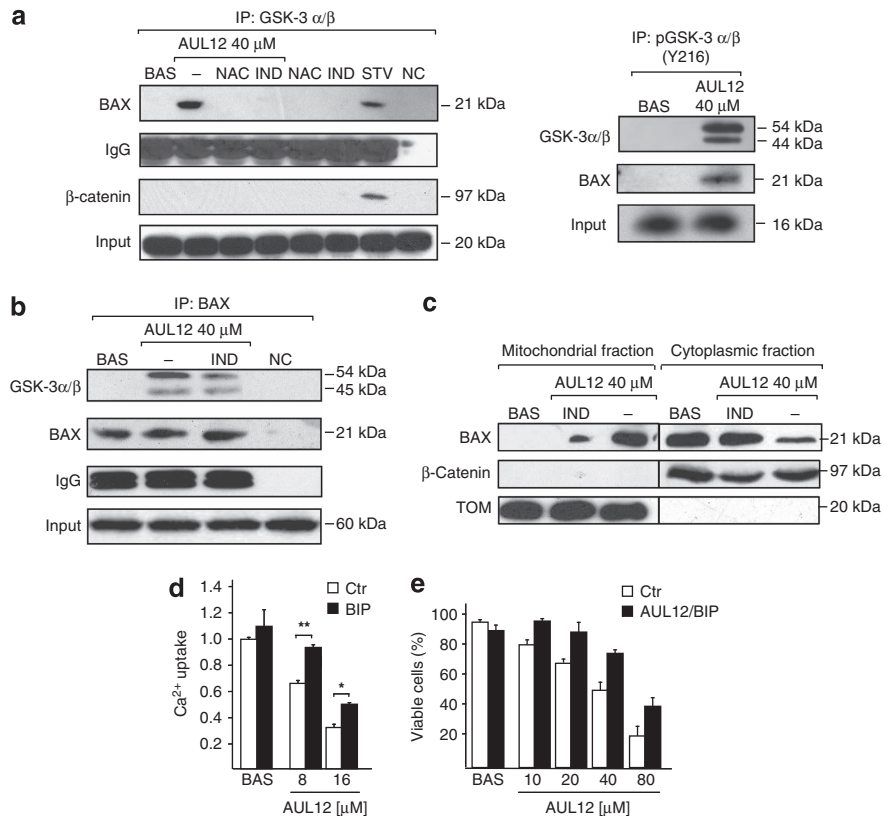 a
IP: GSK-3 α/β
AUL12 40 μM
BAS – NAC IND NAC IND STV NC
BAX – 21 kDa
IgG
β-catenin – 97 kDa
Input – 20 kDa
IP: pGSK-3 α/β
(Y216)
AUL12
BAS 40 μM
GSK-3α/β – 54 kDa
– 44 kDa
BAX – 21 kDa
Input – 16 kDa
b
IP: BAX
AUL12 40 μM
BAS – IND NC
GSK-3α/β –54 kDa
–45 kDa
BAX –21 kDa
IgG
Input –60 kDa
c
Mitochondrial fraction Cytoplasmic fraction
AUL12 40 μM AUL12 40 μM
BAS IND – BAS IND –
BAX –21 kDa
β-Catenin –97 kDa
TOM –20 kDa
d
Ctr
BIP
Ca2+ uptake
1.4
1.2
1.0
0.8
0.6
0.4
0.2
**
*
BAS 8 16
AUL12 [μM]
e
Ctr
AUL12/BIP
Viable cells (%)
100
80
60
40
20
BAS 10 20 40 80
AUL12 [μM]